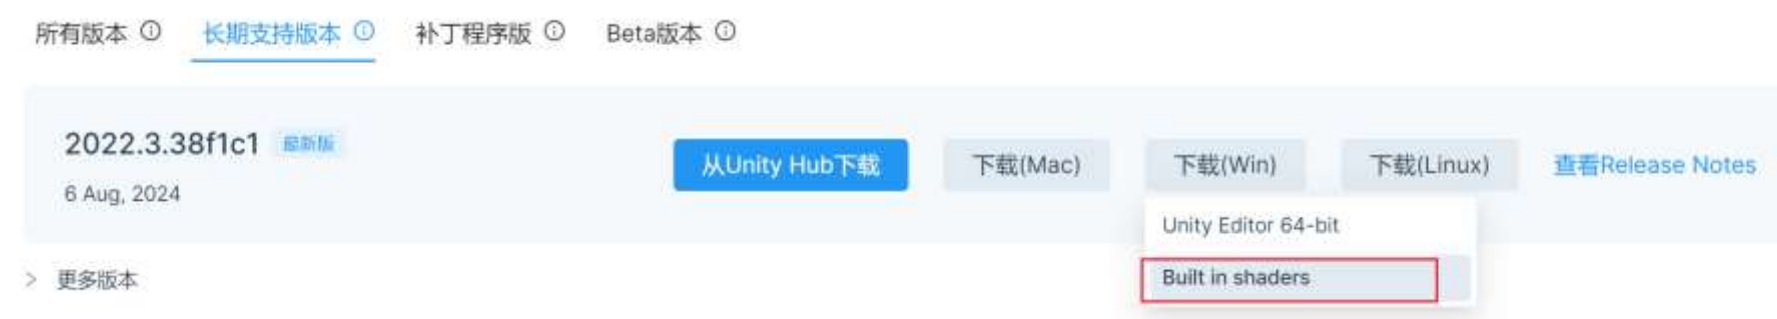 所有版本 长期支持版本 补丁程序版 Beta版本
2022.3.38f1c1 最新版
6 Aug, 2024
从Unity Hub下载 下载(Mac) 下载(Win) 下载(Linux) 查看Release Notes
Unity Editor 64-bit
Built in shaders
> 更多版本